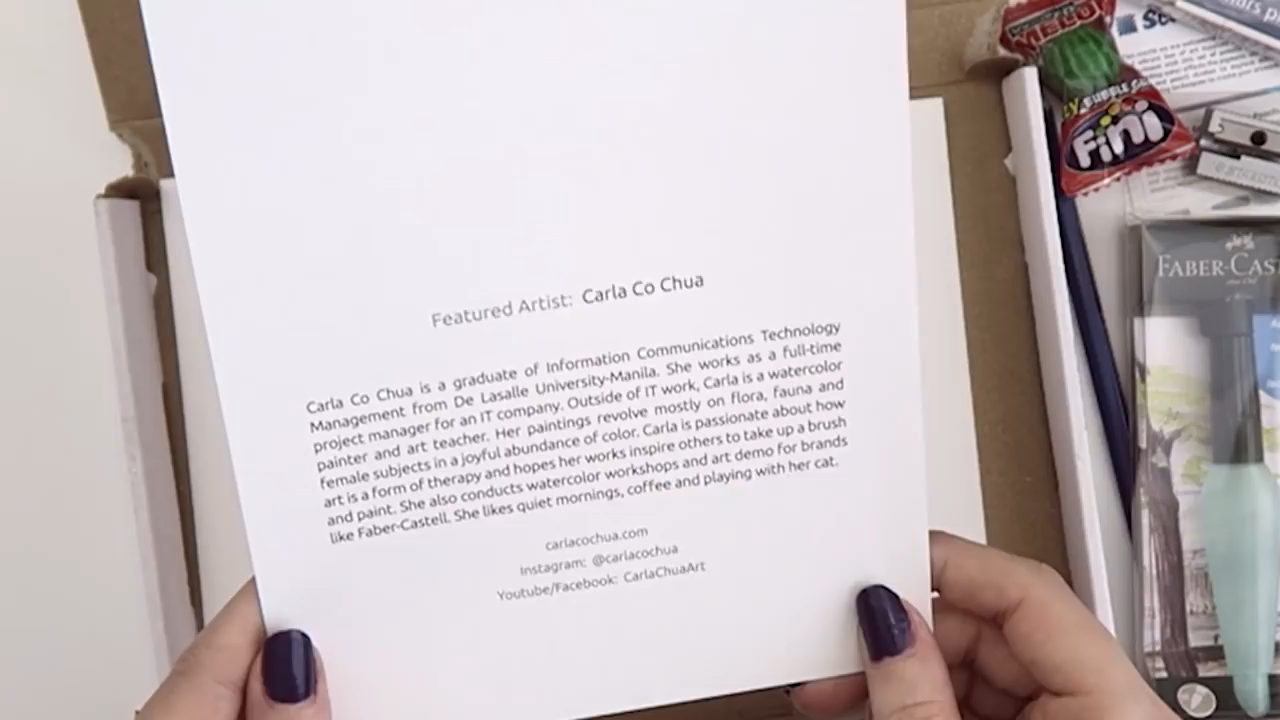 Featured Artist: Carla Co Chua
Carla Co Chua is a graduate of Information Communications Technology
Management from De Lasalle University-Manila. She works as a full-time
project manager for an IT company. Outside of IT work, Carla is a watercolor
painter and art teacher. Her paintings revolve mostly on flora, fauna and
female subjects in a joyful abundance of color. Carla is passionate about how
art is a form of therapy and hopes her works inspire others to take up a brush
and paint. She also conducts watercolor workshops and art demo for brands
like Faber-Castell. She likes quiet mornings, coffee and playing with her cat.
carlacochua.com
Instagram: @carlacochua
Youtube/Facebook: CarlaChuaArt
MELON
BUBBLE
Fini
FABER-CAS